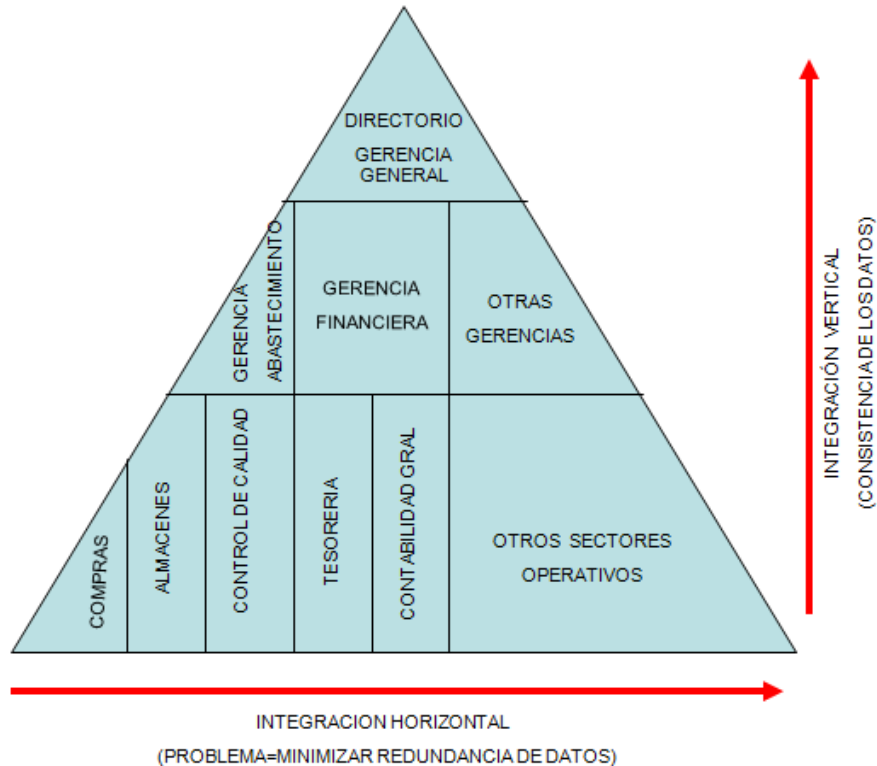 DIRECTORIO
GERENCIA
GENERAL
GERENCIA
ABASTECIMIENTO
GERENCIA
FINANCIERA
OTRAS
GERENCIAS
COMPRAS
ALMACENES
CONTROL DE CALIDAD
TESORERIA
CONTABILIDAD GRAL
OTROS SECTORES
OPERATIVOS
INTEGRACIÓN VERTICAL
(CONSISTENCIA DE LOS DATOS)
INTEGRACION HORIZONTAL
(PROBLEMA=MINIMIZAR REDUNDANCIA DE DATOS)